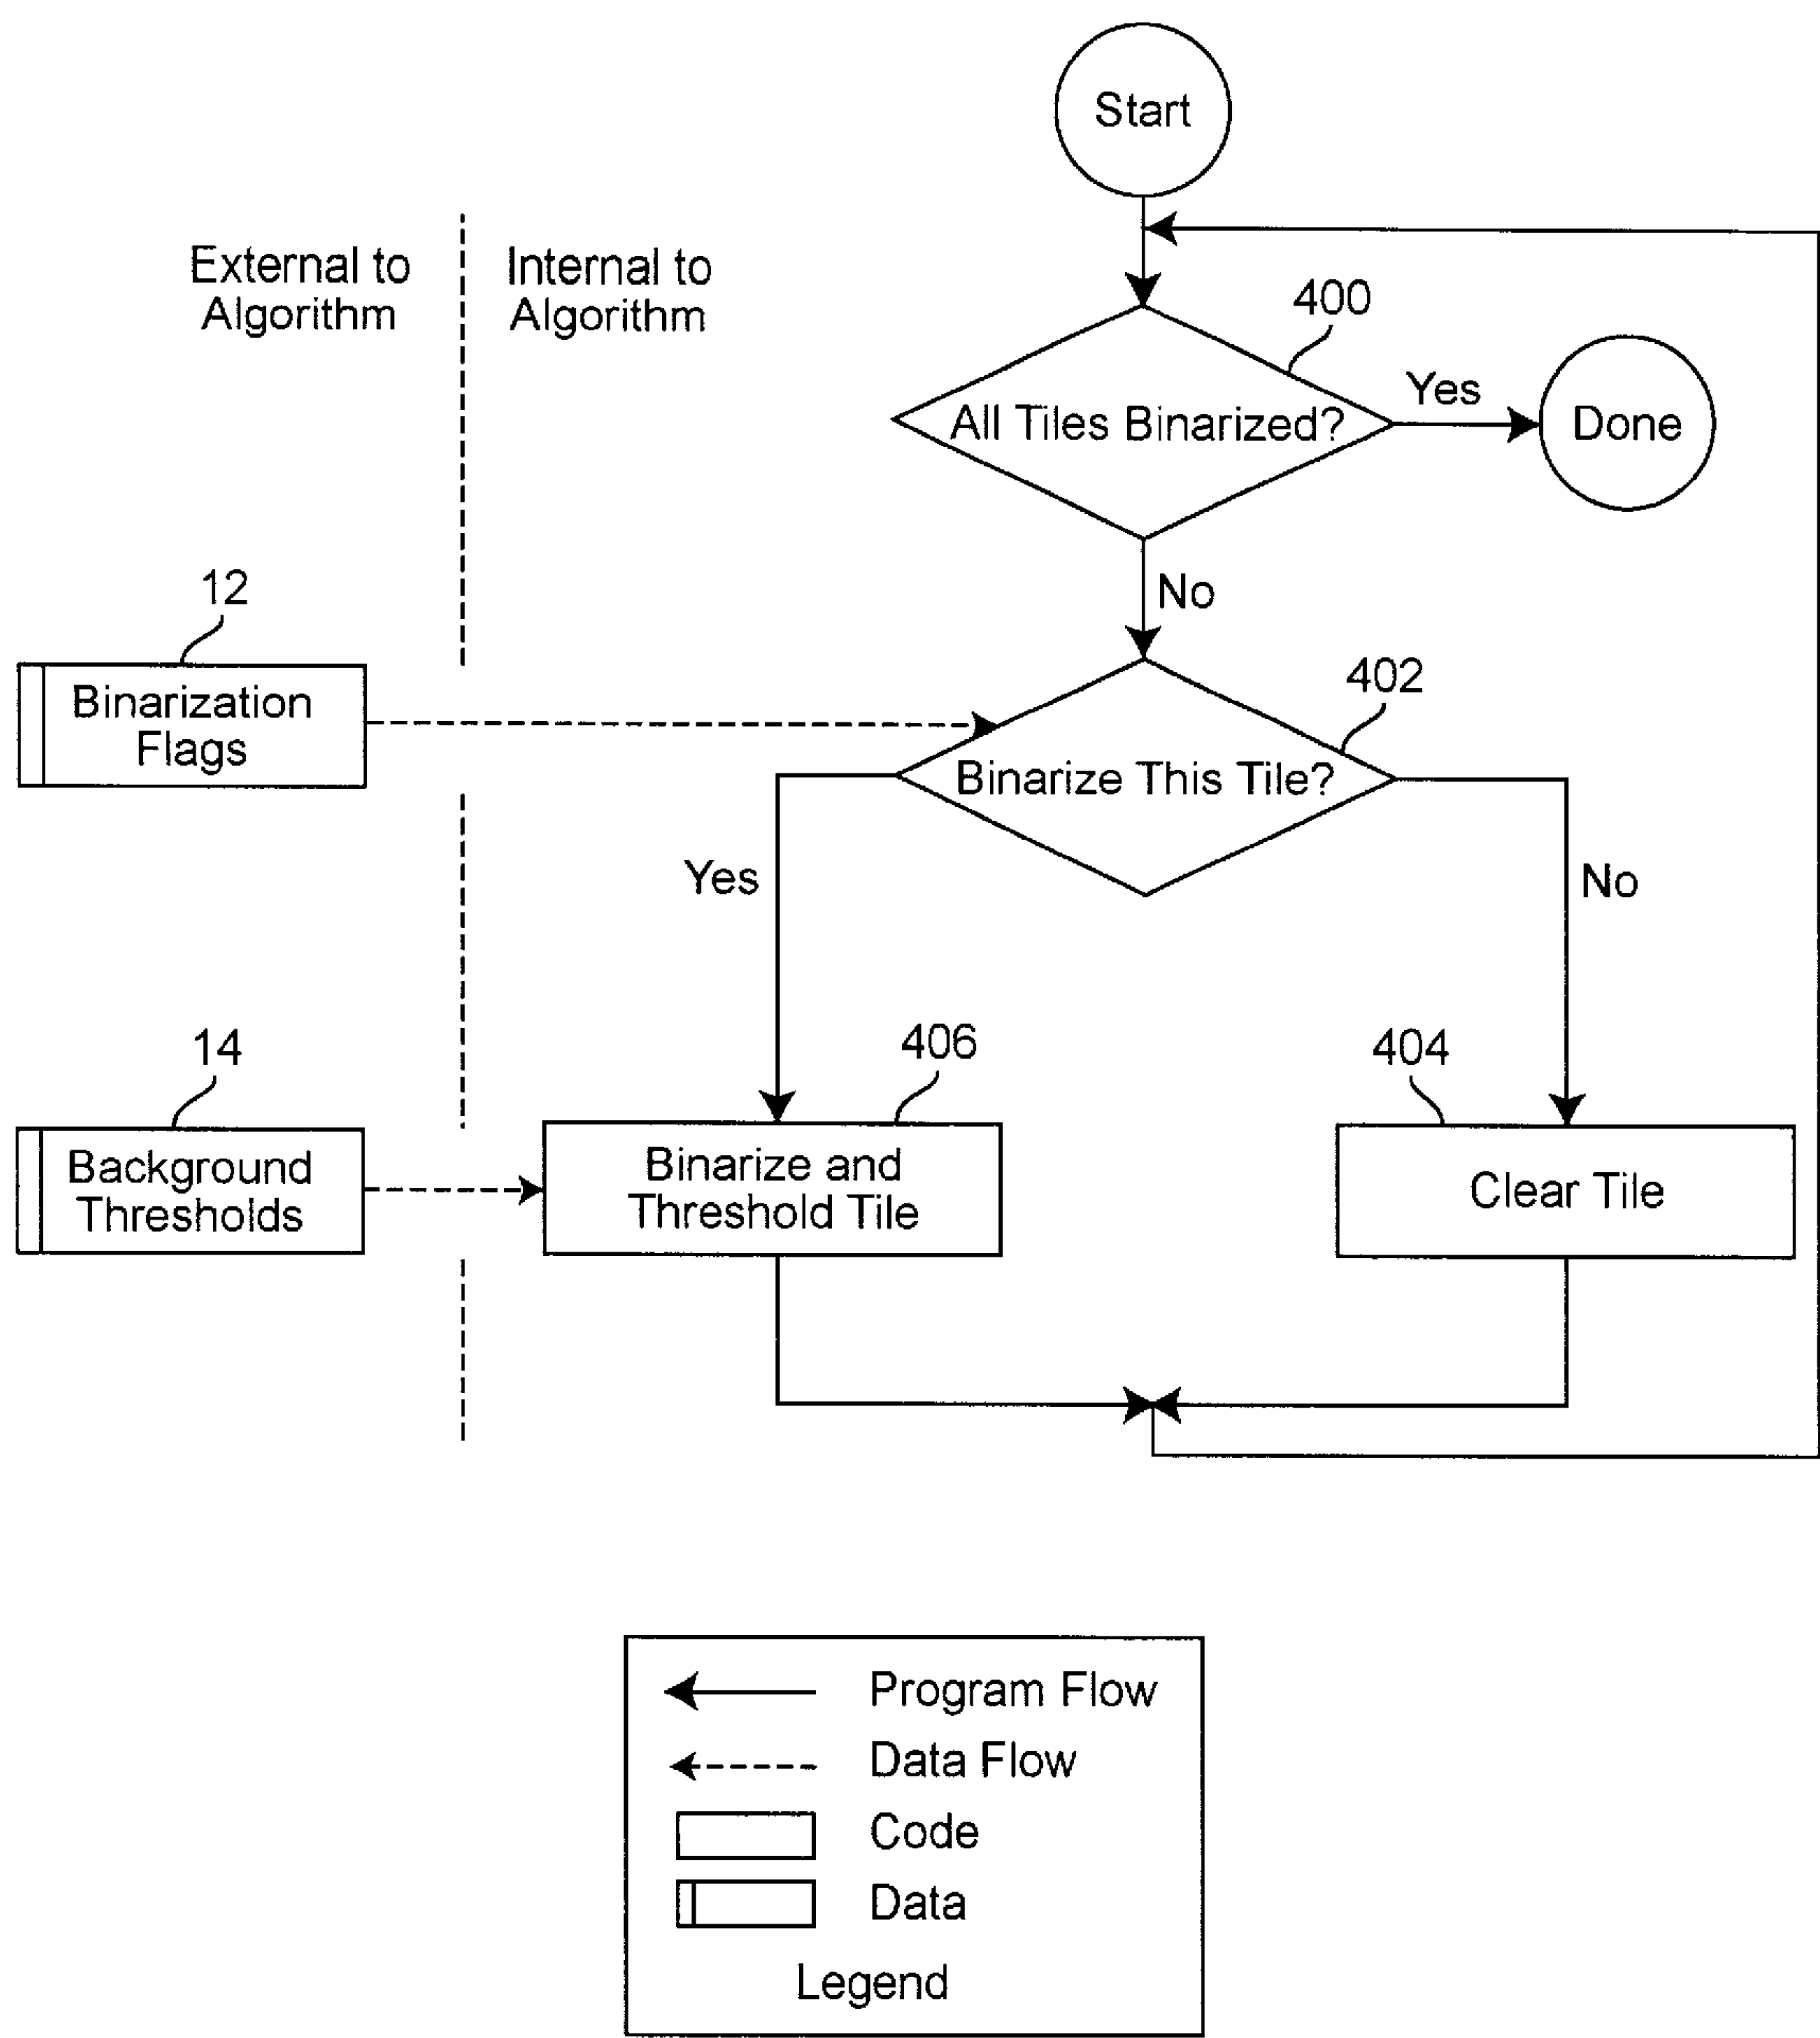 Start
External to
Algorithm
Internal to
Algorithm
400
All Tiles Binarized?
Yes
Done
No
12
Binarization
Flags
402
Binarize This Tile?
Yes
No
14
Background
Thresholds
406
Binarize and
Threshold Tile
404
Clear Tile
Program Flow
Data Flow
Code
Data
Legend